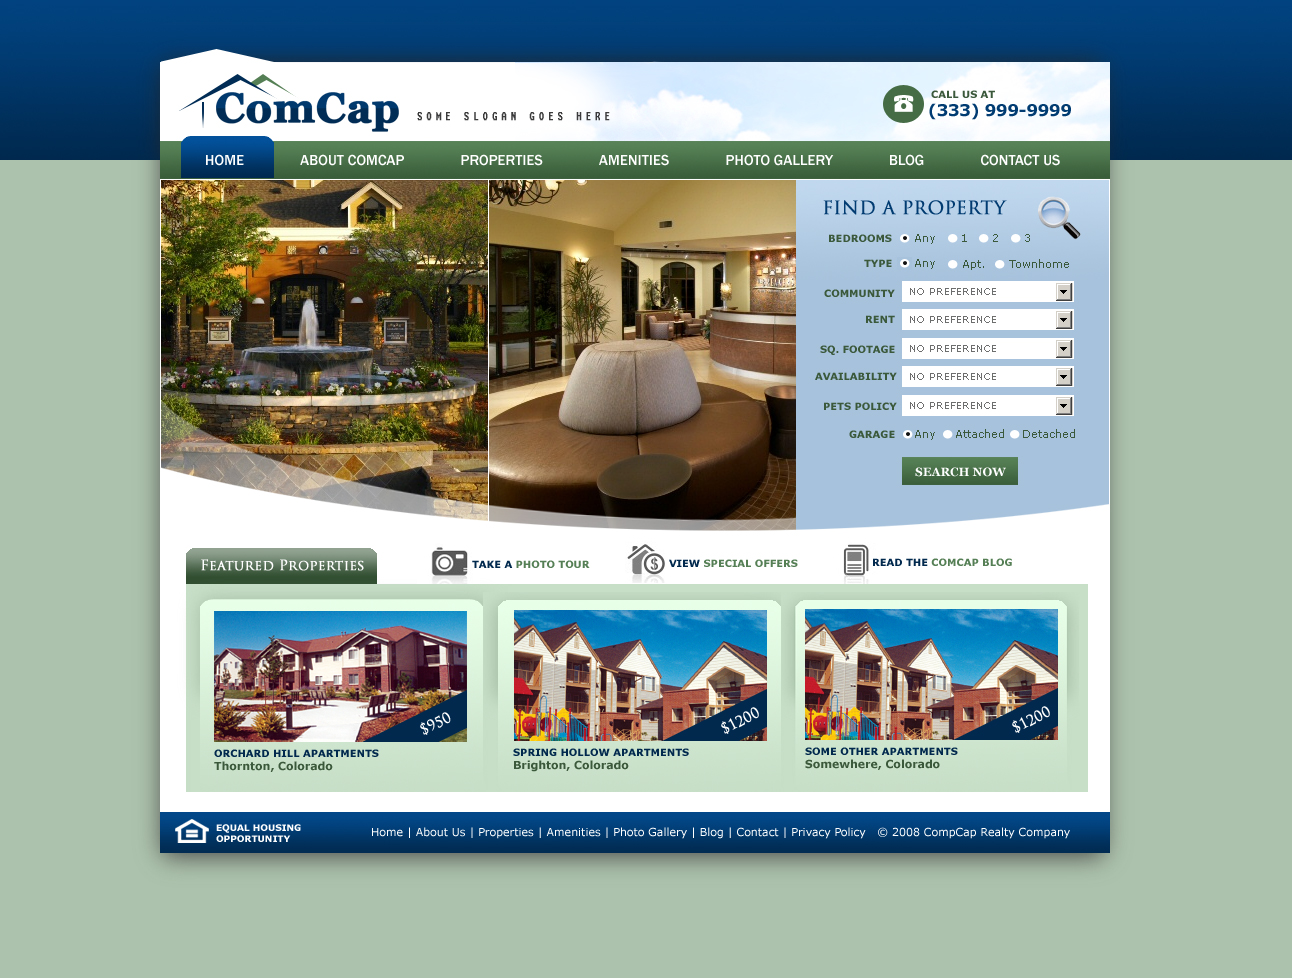 ComCap
SOME SLOGAN GOES HERE
CALL US AT
(333) 999-9999
HOME
ABOUT COMCAP
PROPERTIES
AMENITIES
PHOTO GALLERY
BLOG
CONTACT US
FIND A PROPERTY
BEDROOMS Any 1 2 3
TYPE Any Apt. Townhome
COMMUNITY NO PREFERENCE
RENT NO PREFERENCE
SQ. FOOTAGE NO PREFERENCE
AVAILABILITY NO PREFERENCE
PETS POLICY NO PREFERENCE
GARAGE Any Attached Detached
SEARCH NOW
FEATURED PROPERTIES
TAKE A PHOTO TOUR
VIEW SPECIAL OFFERS
READ THE COMCAP BLOG
$950
ORCHARD HILL APARTMENTS
Thornton, Colorado
$1200
SPRING HOLLOW APARTMENTS
Brighton, Colorado
$1200
SOME OTHER APARTMENTS
Somewhere, Colorado
EQUAL HOUSING
OPPORTUNITY
Home | About Us | Properties | Amenities | Photo Gallery | Blog | Contact | Privacy Policy © 2008 CompCap Realty Company